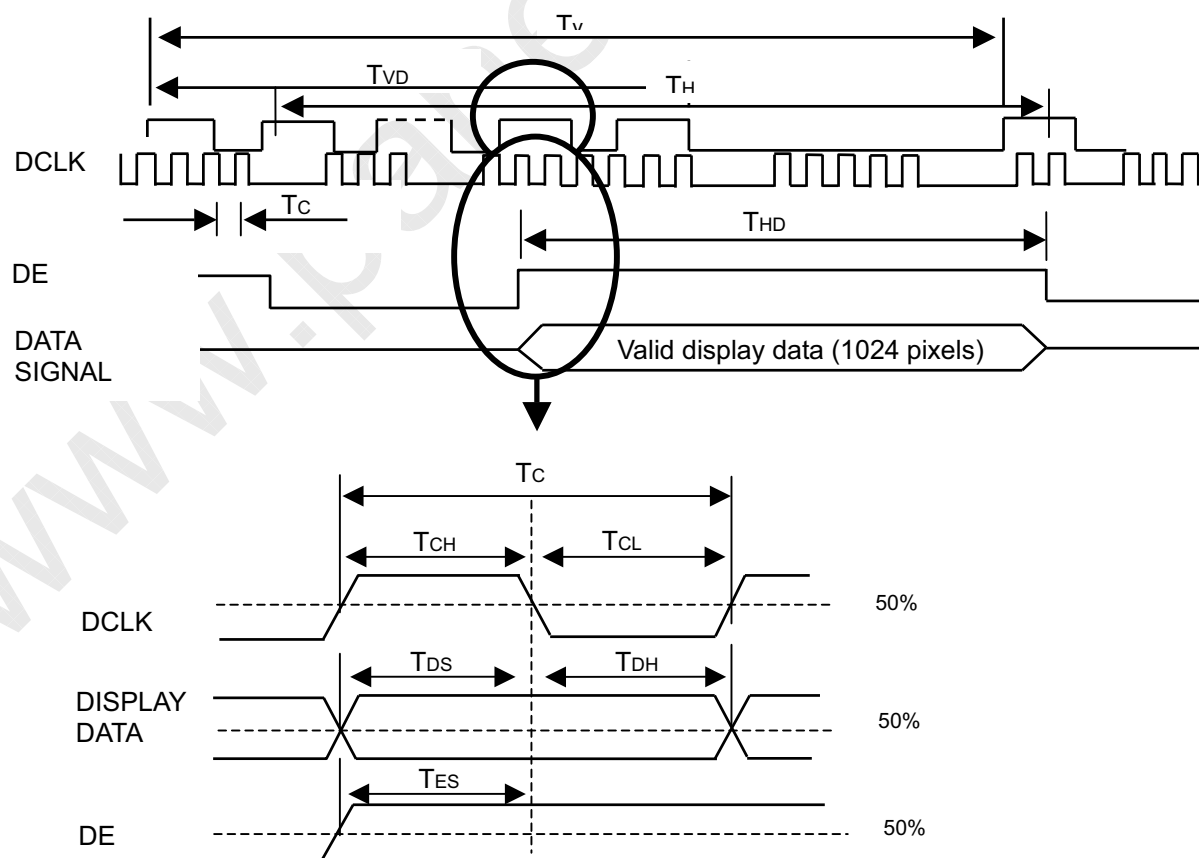 TV
TVD
TH
DCLK
TC
THD
DE
DATA
SIGNAL
Valid display data (1024 pixels)
TC
TCH
TCL
50%
DCLK
TDS
TDH
DISPLAY
DATA
50%
TES
DE
50%